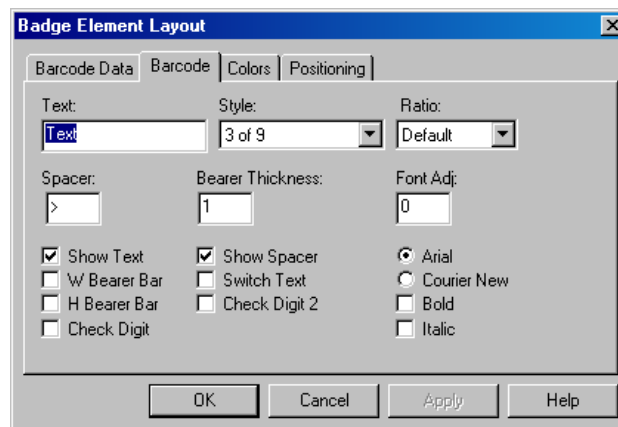 Badge Element Layout
Barcode Data Barcode Colors Positioning
Text: Style: Ratio:
Text 3 of 9 Default
Spacer: Bearer Thickness: Font Adj:
> 1 0
Show Text Show Spacer Arial
W Bearer Bar Switch Text Courier New
H Bearer Bar Check Digit 2 Bold
Check Digit Italic
OK Cancel Apply Help